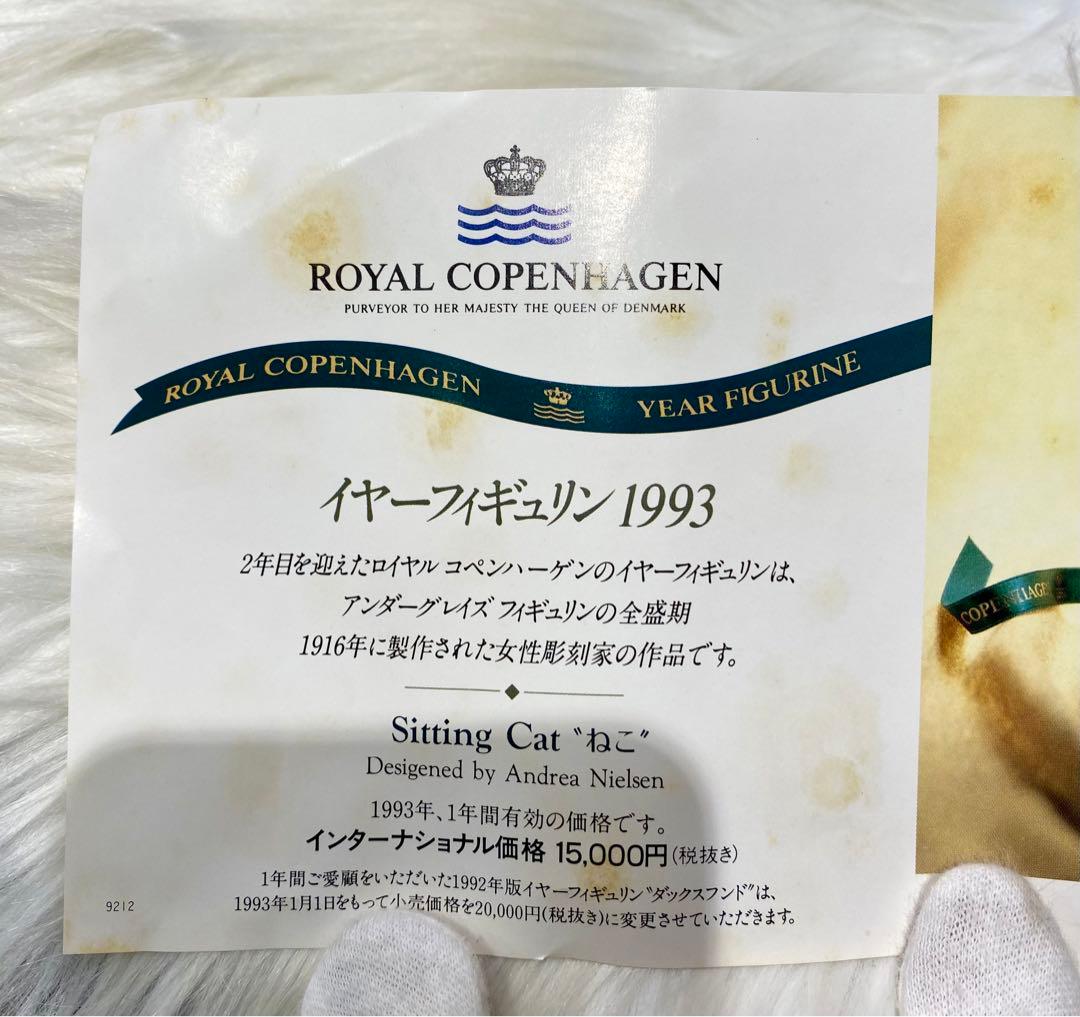 ROYAL COPENHAGEN
PURVEYOR TO HER MAJESTY THE QUEEN OF DENMARK
ROYAL COPENHAGEN YEAR FIGURINE
イヤーフィギュリン1993
2年目を迎えたロイヤル コペンハーゲンのイヤーフィギュリンは、
アンダーグレイズ フィギュリンの全盛期
1916年に製作された女性彫刻家の作品です。
COPENHAGEN
Sitting Cat〝ねこ〞
Desigened by Andrea Nielsen
1993年、1年間有効の価格です。
インターナショナル価格 15,000円(税抜き)
1年間ご愛顧をいただいた1992年版イヤーフィギュリン〝ダックスフンド〞は、
1993年1月1日をもって小売価格を20,000円(税抜き)に変更させていただきます。
9212